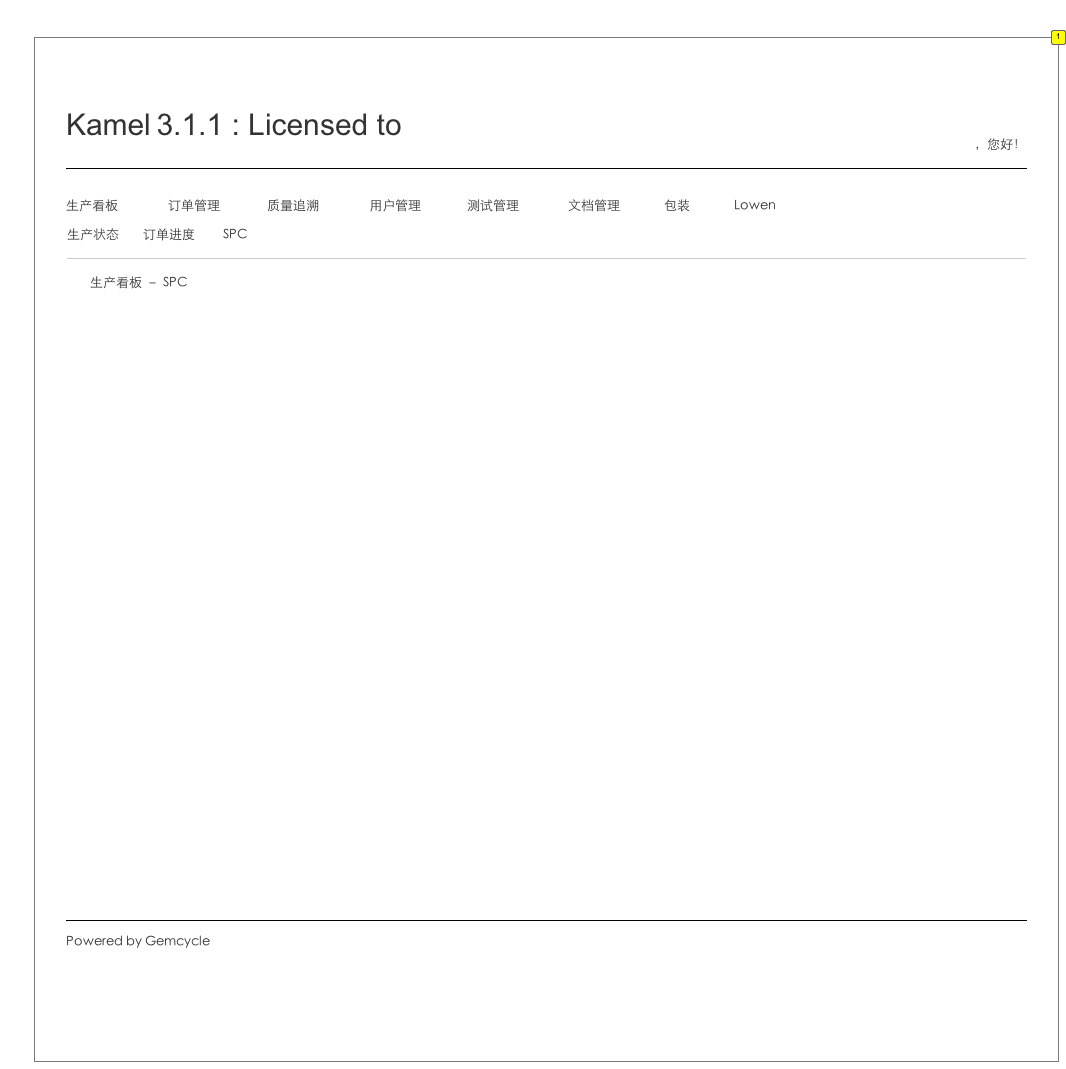 1
Kamel 3.1.1 : Licensed to
，您好！
生产看板 订单管理 质量追溯 用户管理 测试管理 文档管理 包装 Lowen
生产状态 订单进度 SPC
生产看板 – SPC
Powered by Gemcycle